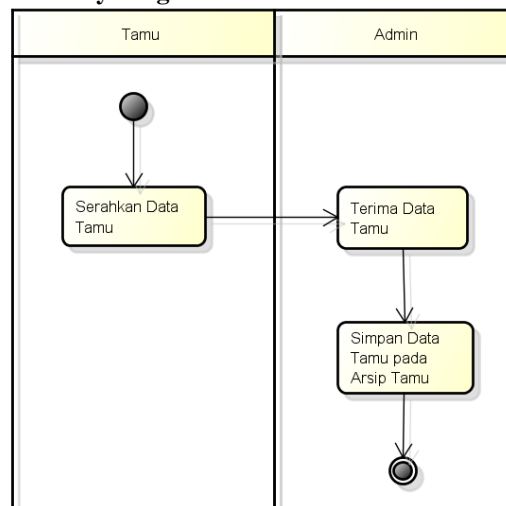 Tamu
Admin
Serahkan Data
Tamu
Terima Data
Tamu
Simpan Data
Tamu pada
Arsip Tamu